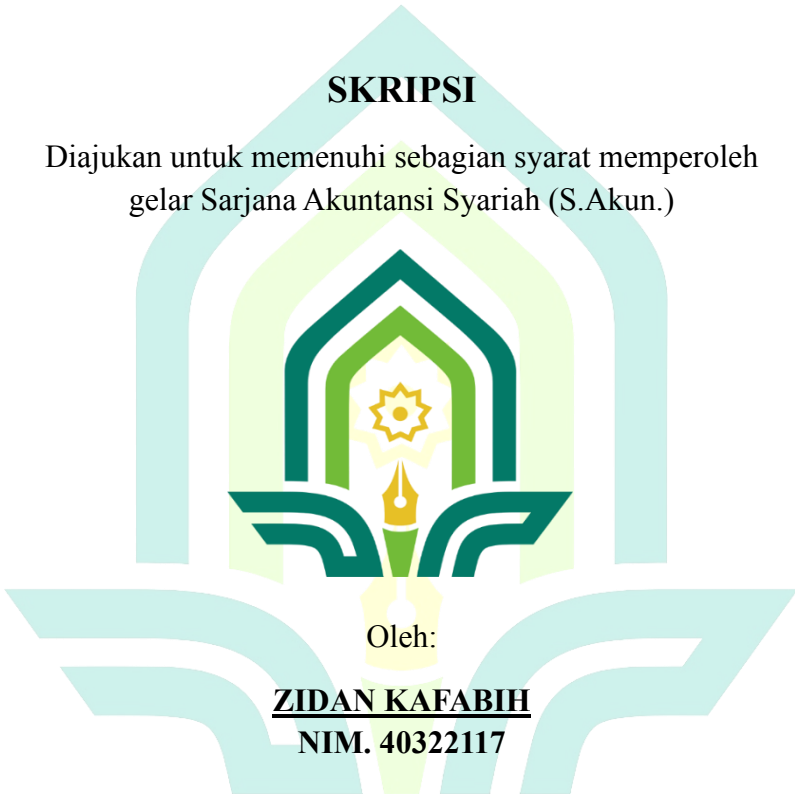 SKRIPSI
Diajukan untuk memenuhi sebagian syarat memperoleh
gelar Sarjana Akuntansi Syariah (S.Akun.)
Oleh:
ZIDAN KAFABIH
NIM. 40322117